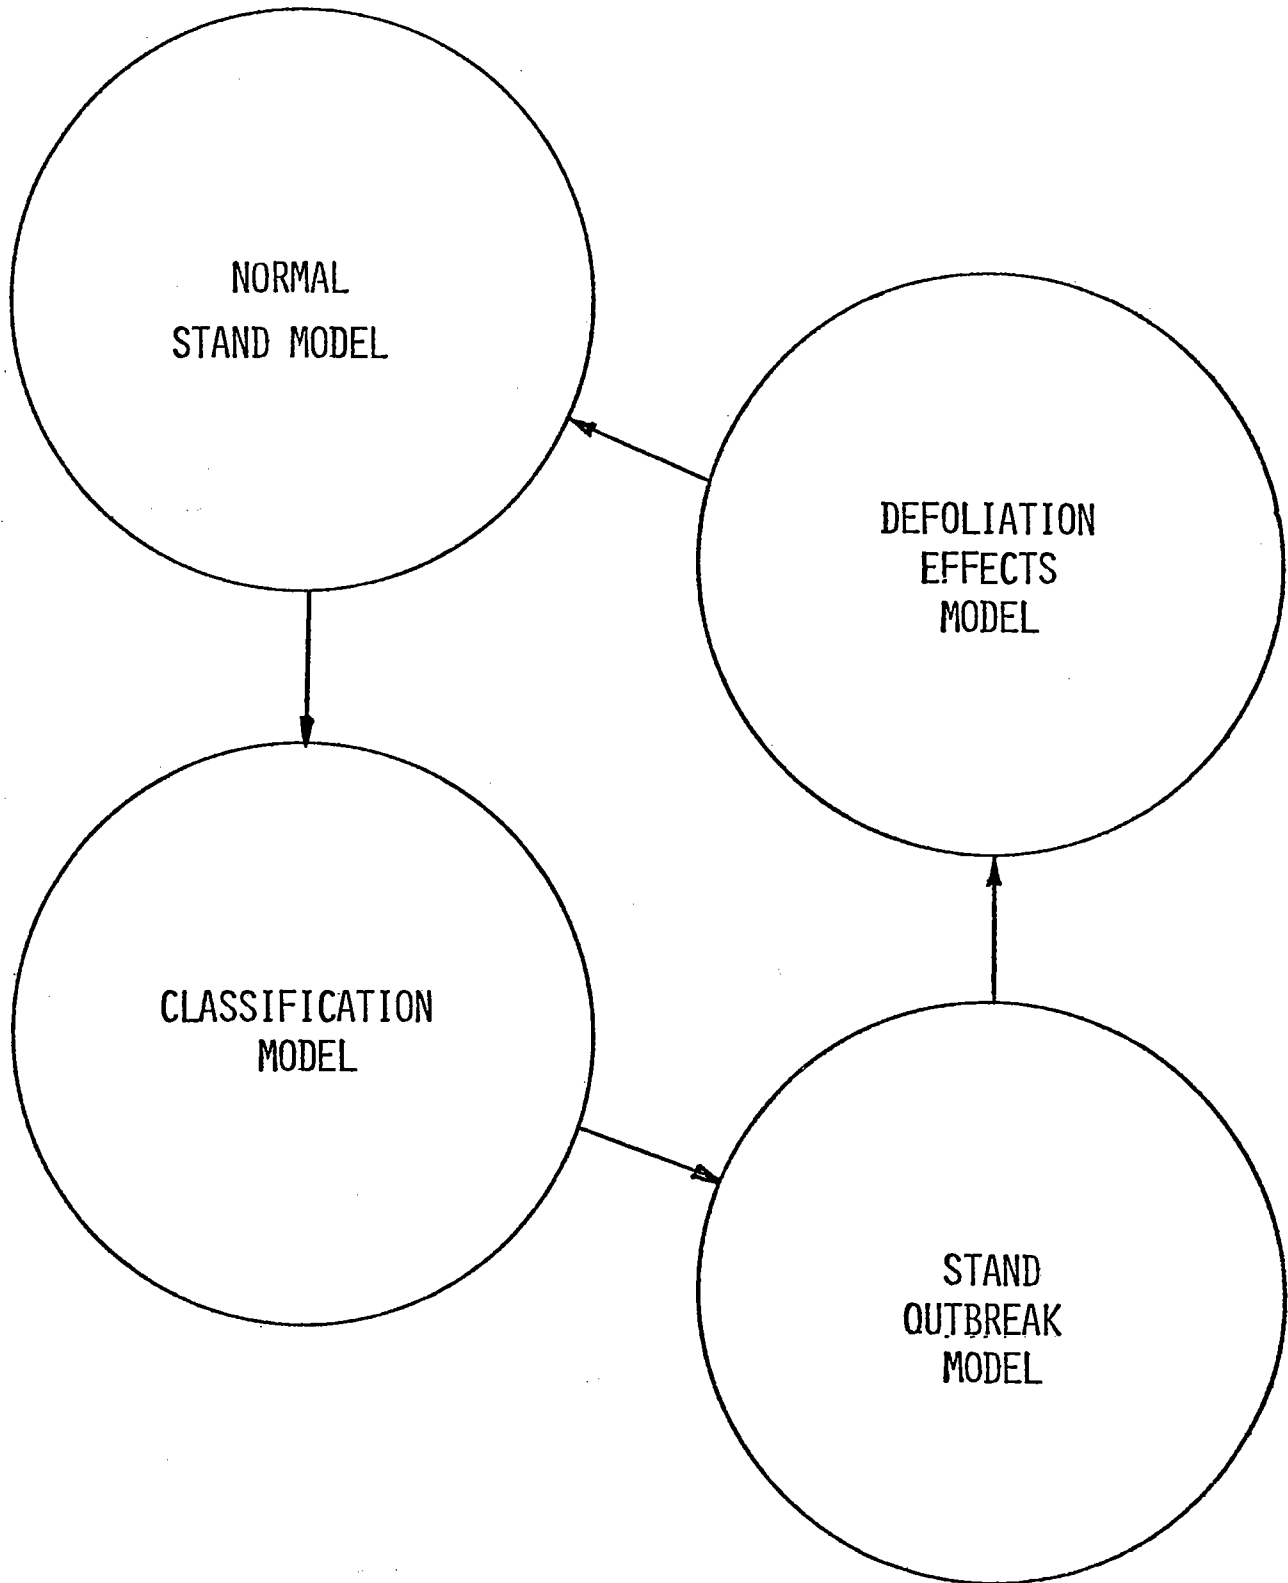 NORMAL
STAND MODEL
DEFOLIATION
EFFECTS
MODEL
CLASSIFICATION
MODEL
STAND
OUTBREAK
MODEL